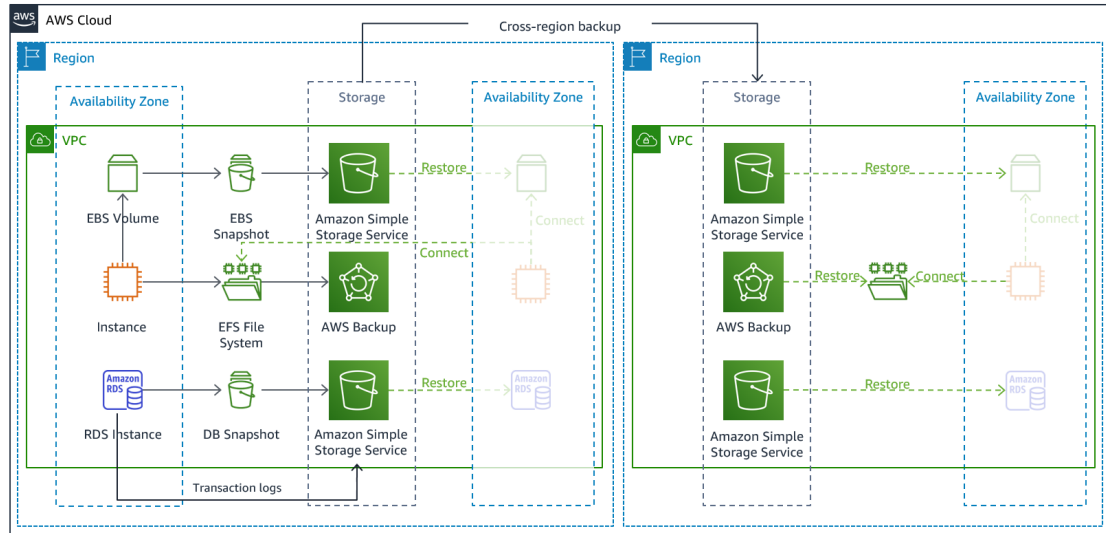 aws
AWS Cloud
Cross-region backup
Region
Region
Availability Zone
Storage
Availability Zone
Storage
Availability Zone
VPC
VPC
Restore
Restore
EBS Volume
EBS
Snapshot
Amazon Simple
Storage Service
Connect
Amazon Simple
Storage Service
Connect
Connect
Restore
Connect
Instance
EFS File
System
AWS Backup
AWS Backup
Amazon
RDS
Restore
Amazon
RDS
Restore
Amazon
RDS
RDS Instance
DB Snapshot
Amazon Simple
Storage Service
Amazon Simple
Storage Service
Transaction logs